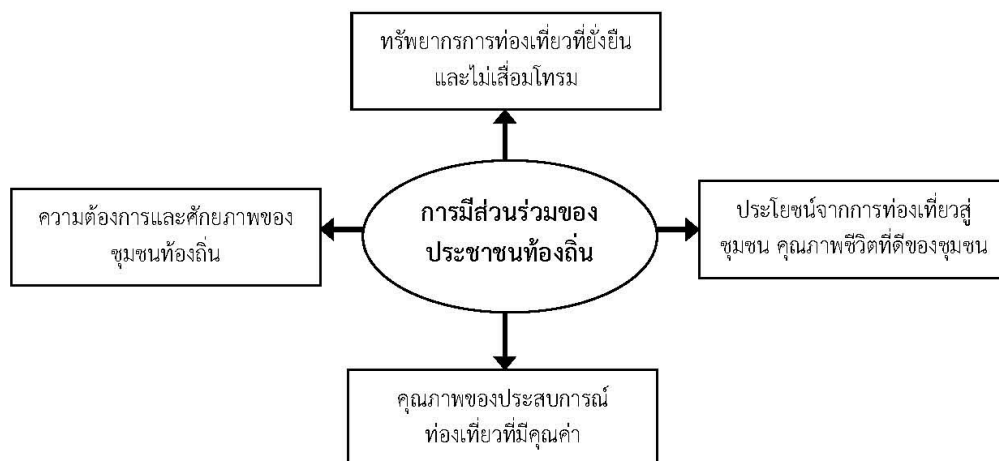 ทรัพยากรการท่องเที่ยวที่ยั่งยืน
และไม่เสื่อมโทรม
ความต้องการและศักยภาพของ
ชุมชนท้องถิ่น
การมีส่วนร่วมของ
ประชาชนท้องถิ่น
ประโยชน์จากการท่องเที่ยวสู่
ชุมชน คุณภาพชีวิตที่ดีของชุมชน
คุณภาพของประสบการณ์
ท่องเที่ยวที่มีคุณค่า